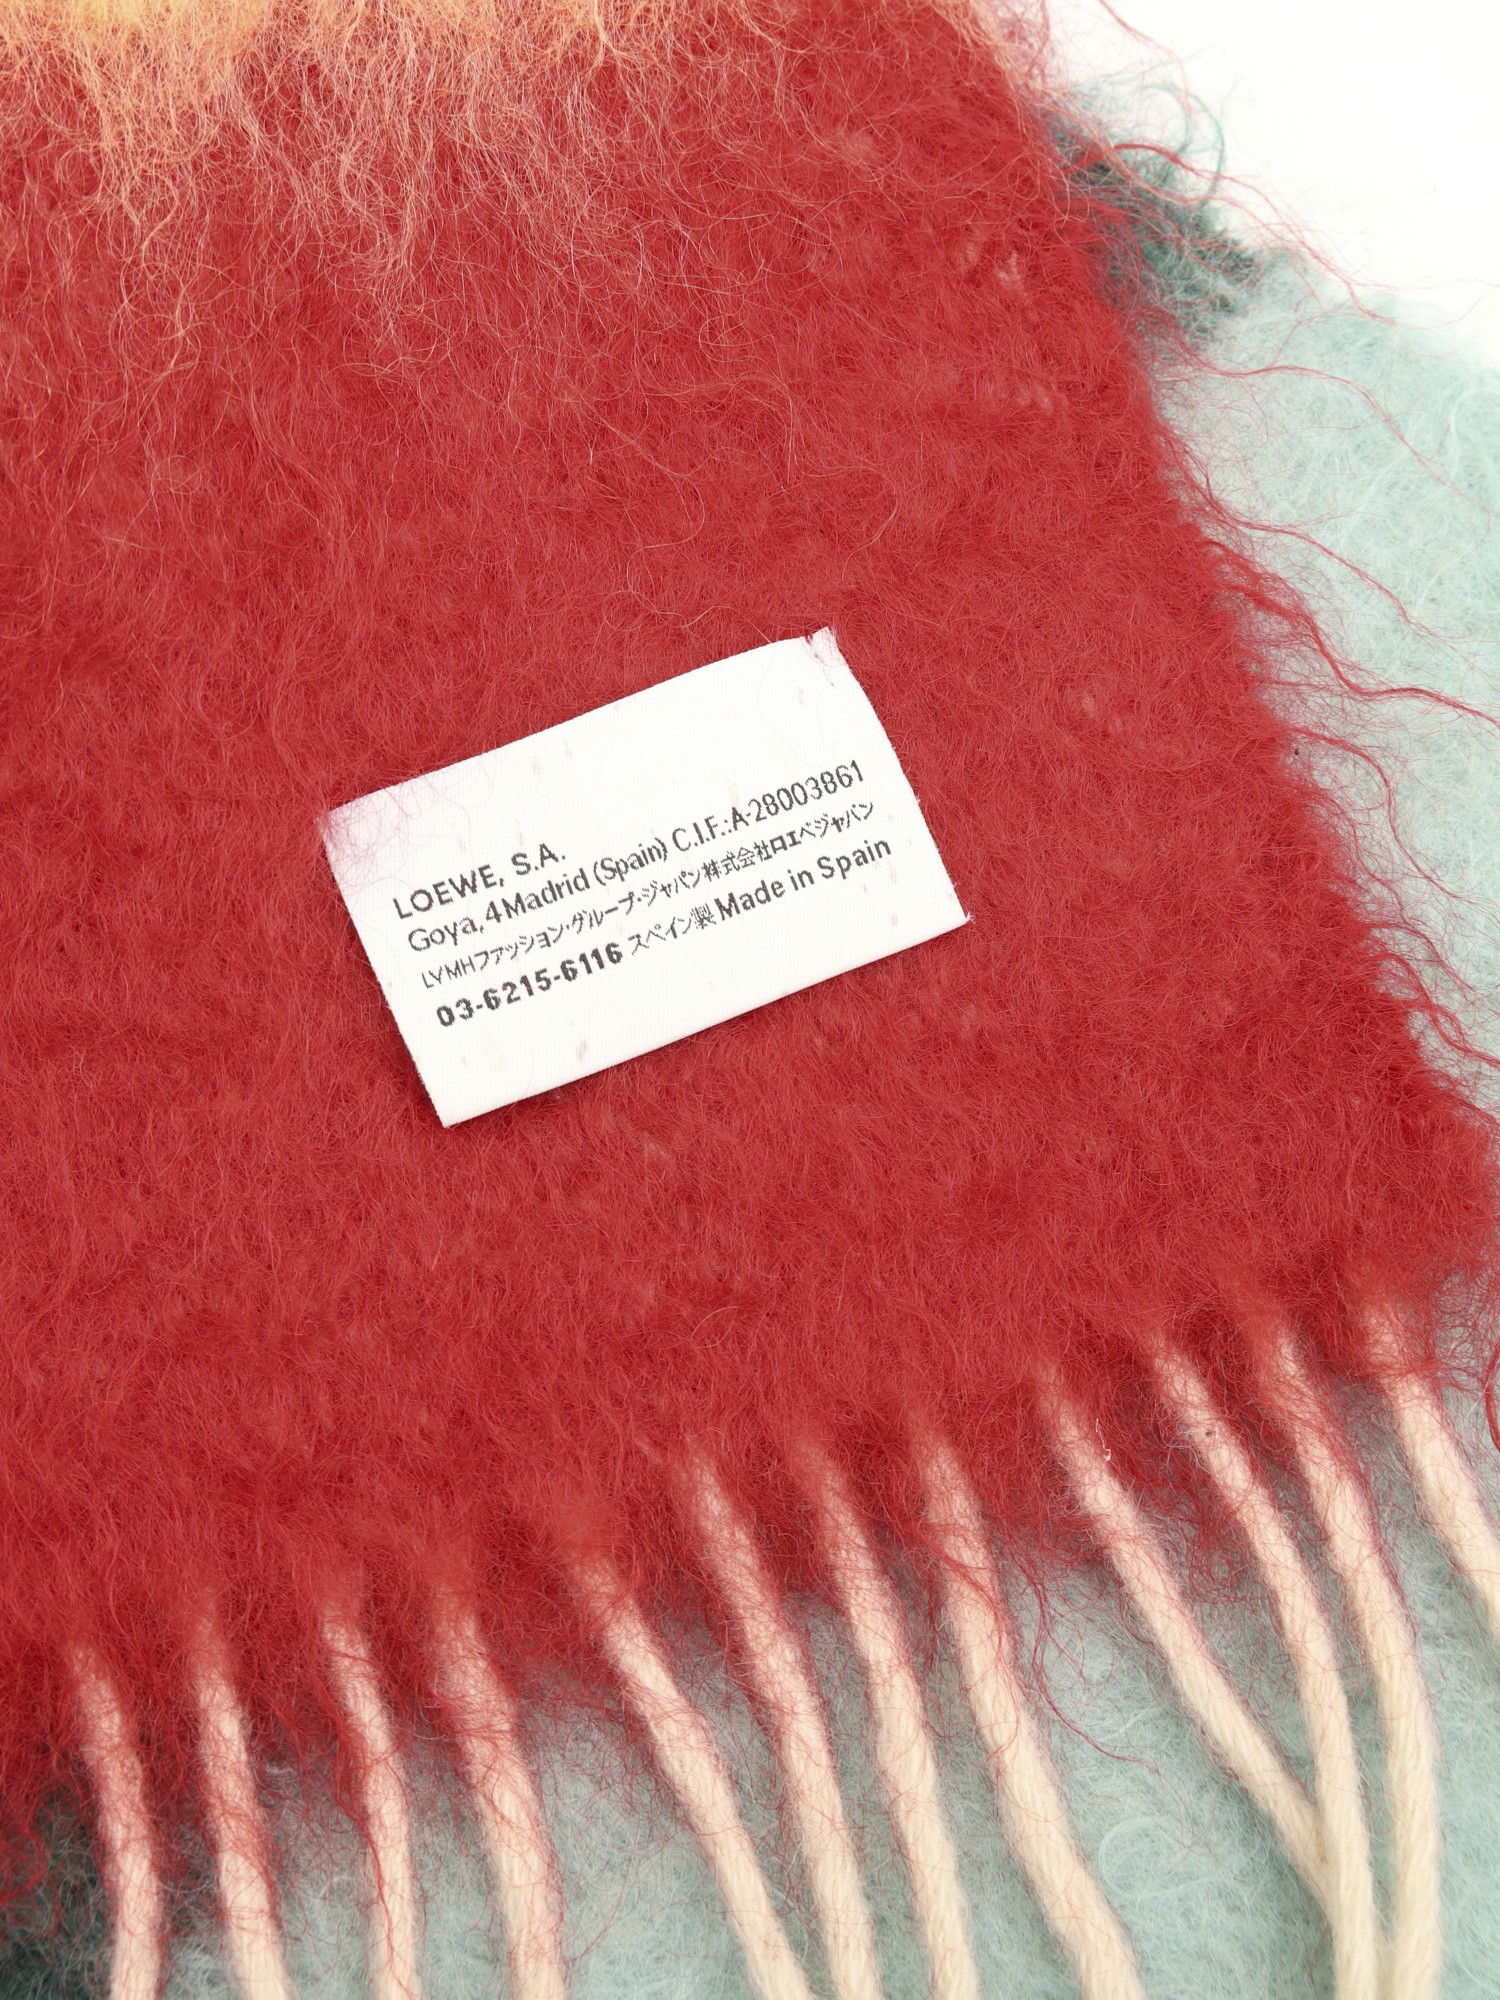 LOEWE, S.A.
Goya, 4 Madrid (Spain) C.I.F.:A-28003861
LVMHファッション・グループ・ジャパン株式会社ロエベジャパン
03-6215-6116 スペイン製 Made in Spain